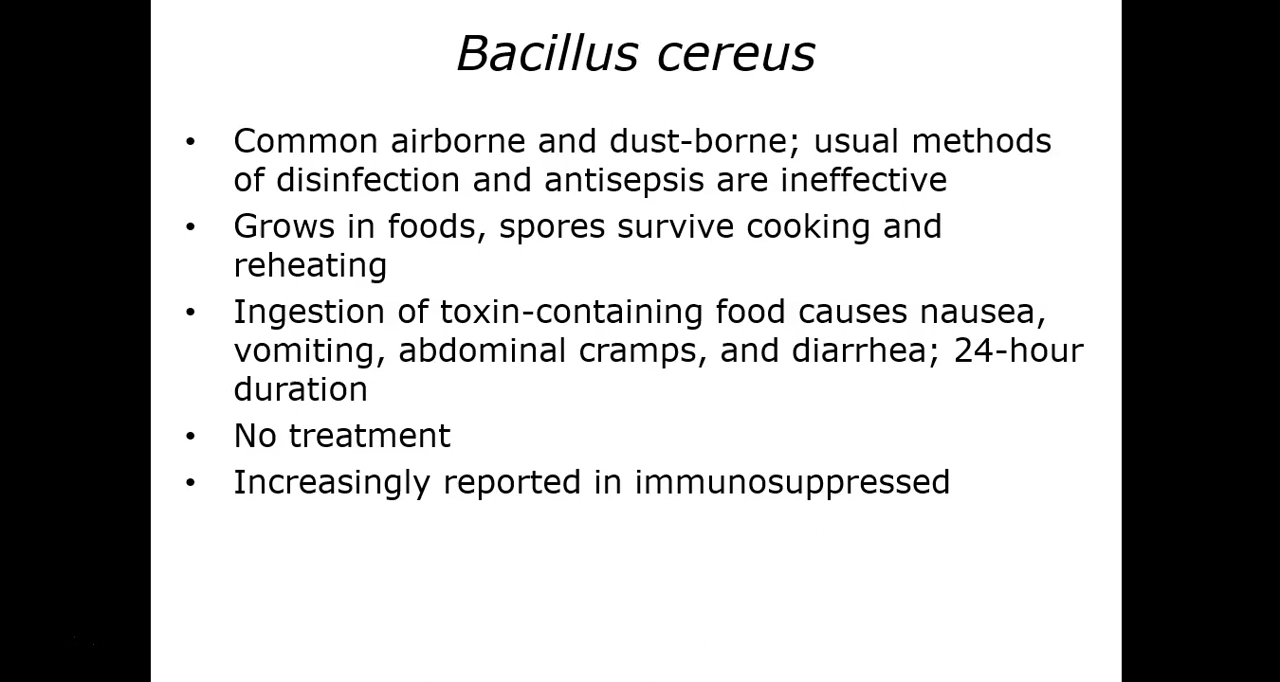 Bacillus cereus
• Common airborne and dust-borne; usual methods
of disinfection and antisepsis are ineffective
• Grows in foods, spores survive cooking and
reheating
• Ingestion of toxin-containing food causes nausea,
vomiting, abdominal cramps, and diarrhea; 24-hour
duration
• No treatment
• Increasingly reported in immunosuppressed